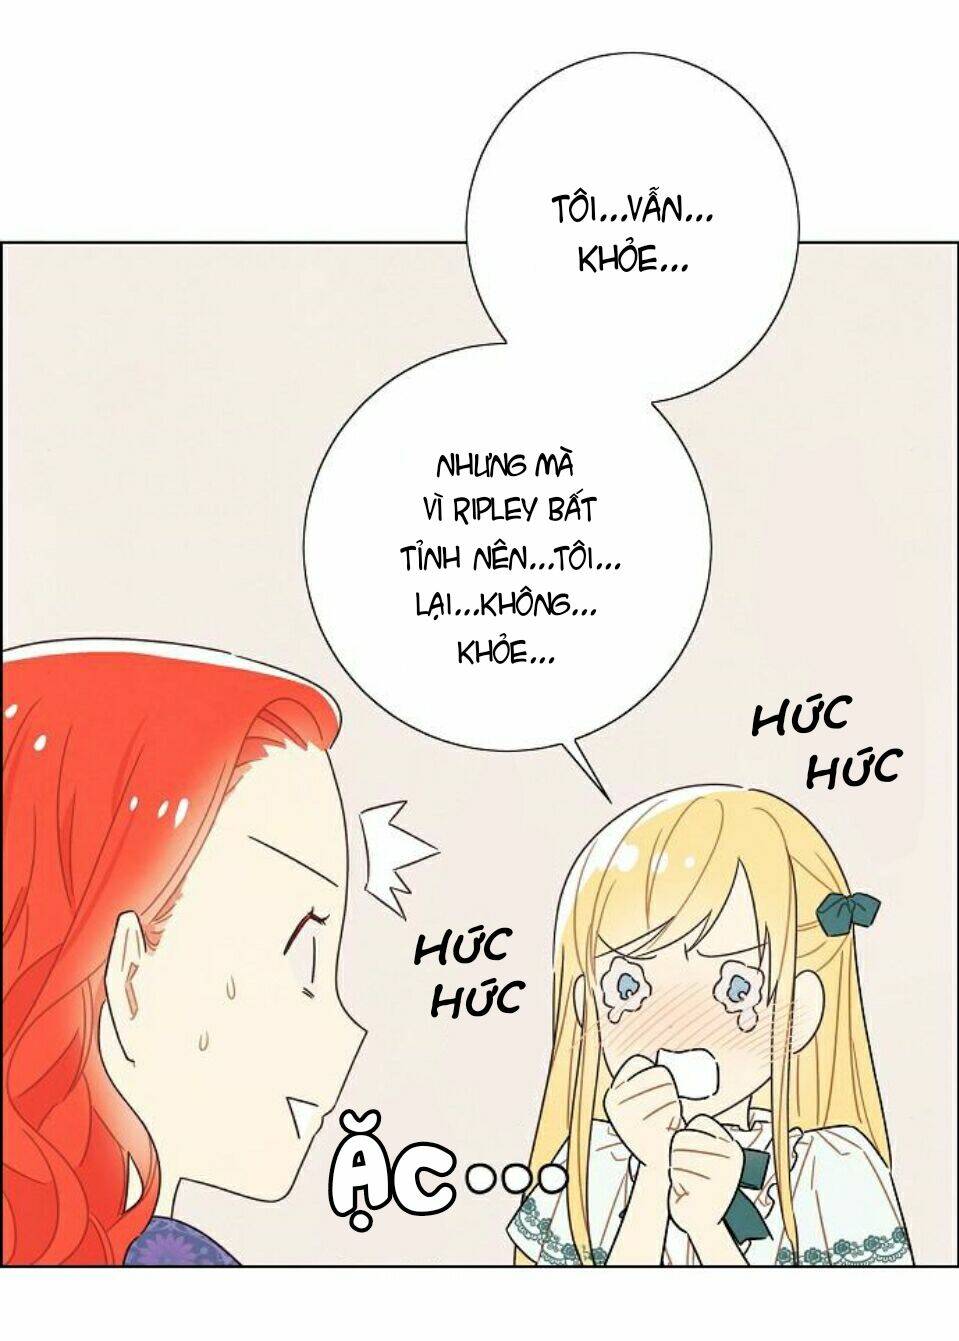 TÔI...VẪN...
KHỎE...
NHƯNG MÀ
VÌ RIPLEY BẤT
TỈNH NÊN...TÔI...
LẠI...KHÔNG...
KHỎE...
HỨC
HỨC
HỨC
HỨC
ẶC...